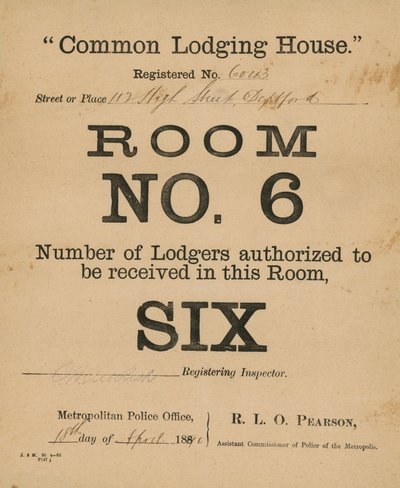 “Common Lodging House.”
Registered No. 6043
Street or Place 112 High Street, Deptford
ROOM
NO. 6
Number of Lodgers authorized to
be received in this Room,
SIX
Registering Inspector.
Metropolitan Police Office,
18th day of April 188
R. L. O. PEARSON,
Assistant Commissioner of Police of the Metropolis.
J. & M.